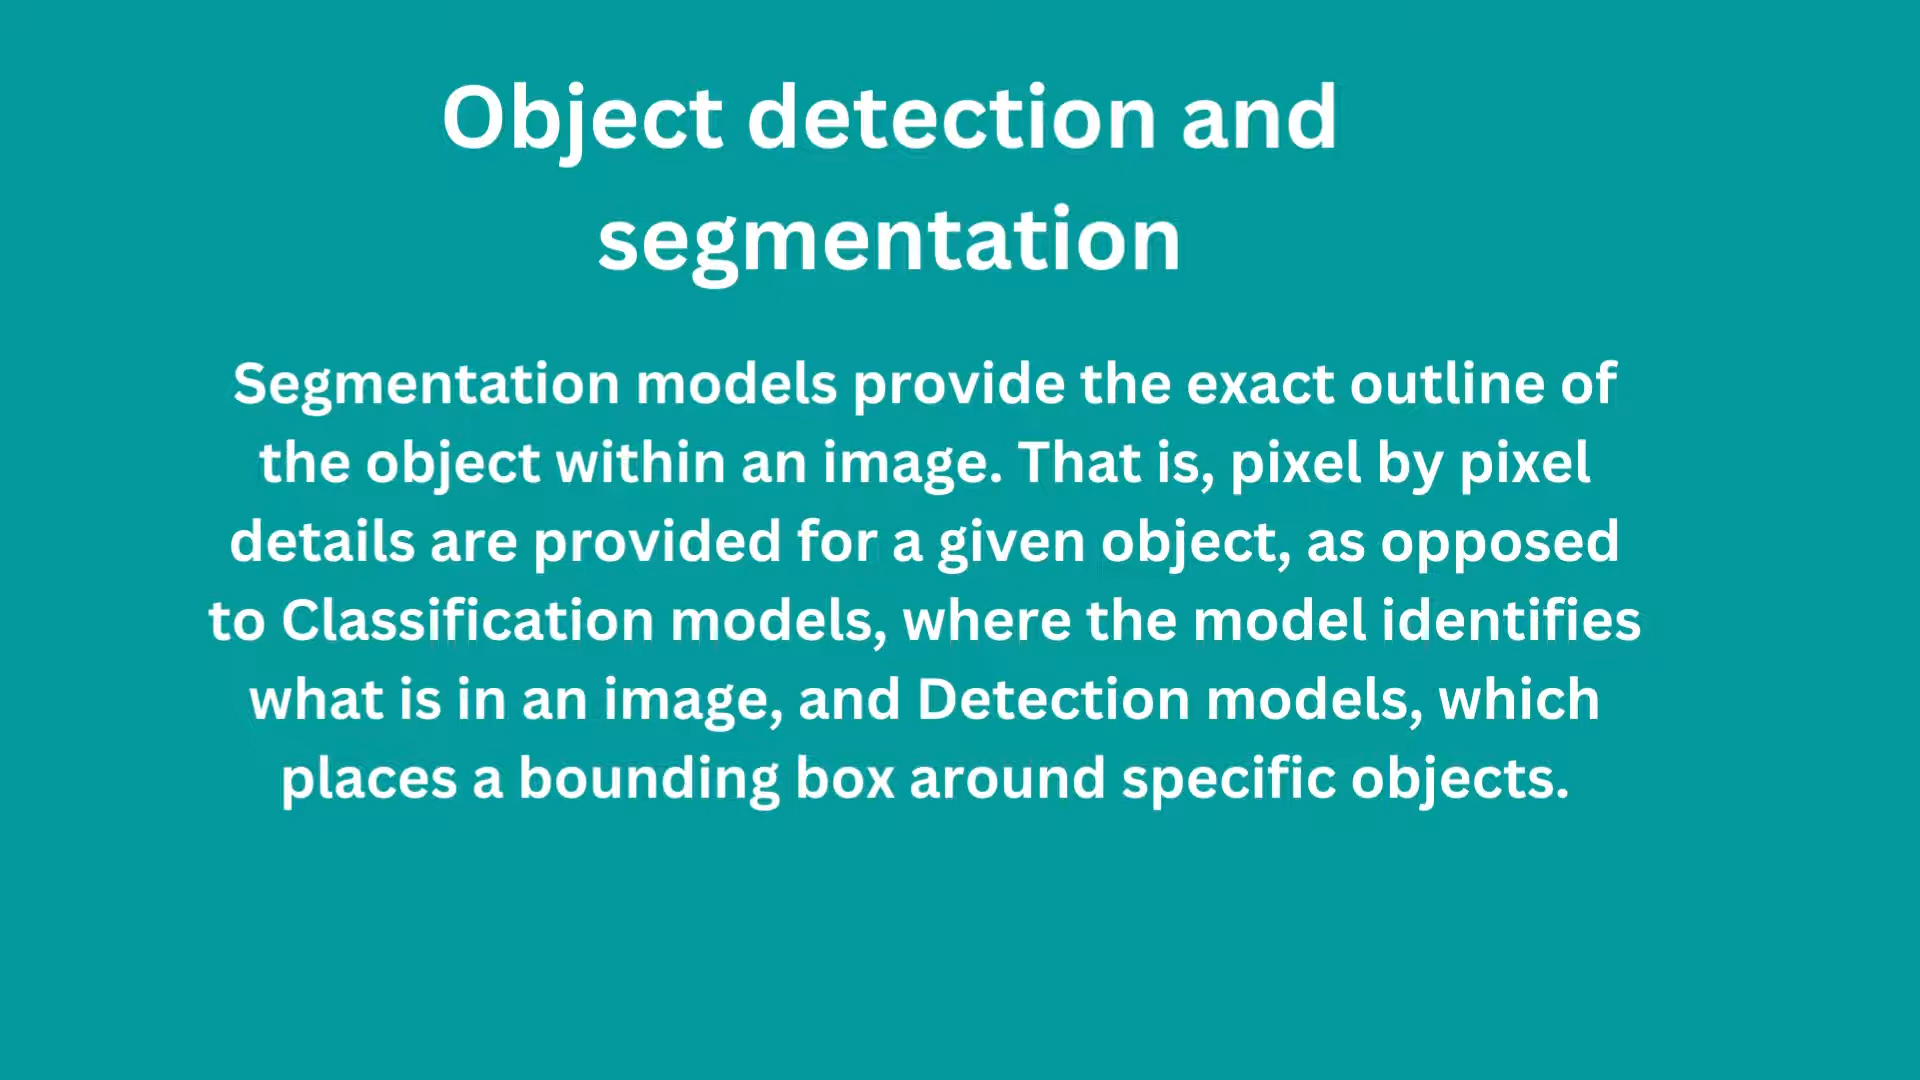 Object detection and
segmentation
Segmentation models provide the exact outline of
the object within an image. That is, pixel by pixel
details are provided for a given object, as opposed
to Classification models, where the model identifies
what is in an image, and Detection models, which
places a bounding box around specific objects.